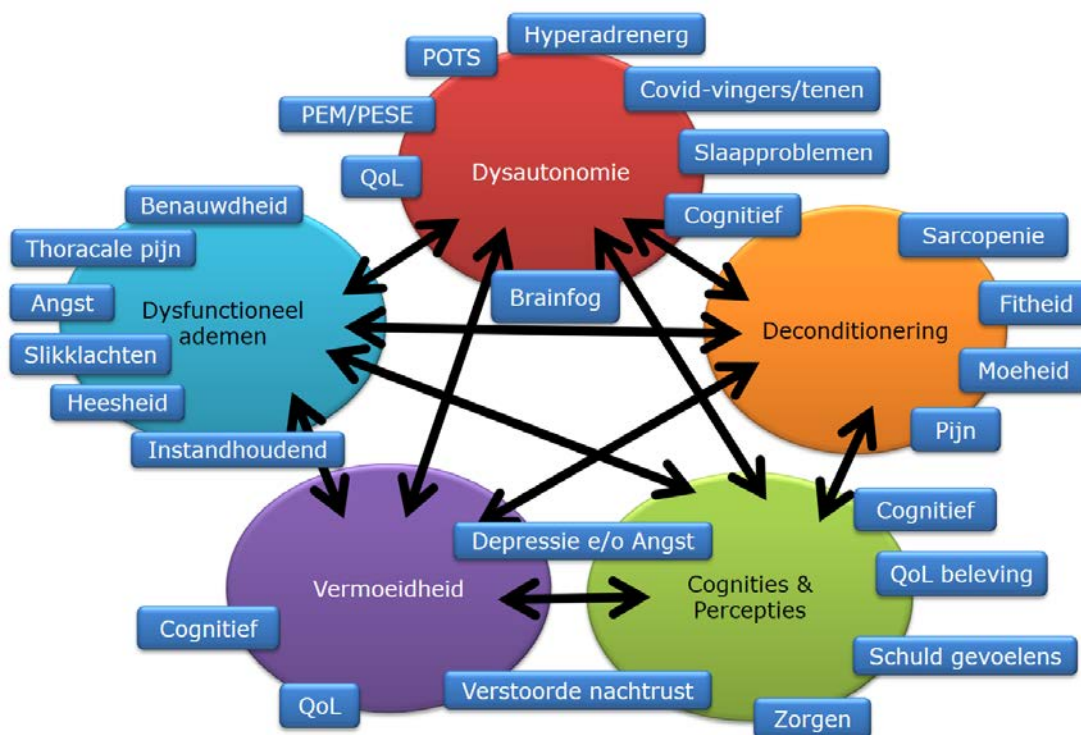 Hyperadrenerg
POTS
Covid-vingers/tenen
PEM/PESE
Slaapproblemen
QoL
Dysautonomie
Cognitief
Brainfog
Benauwdheid
Thoracale pijn
Angst
Slikklachten
Heesheid
Instandhoudend
Dysfunctioneel
ademen
Sarcopenie
Fitheid
Deconditionering
Moeheid
Pijn
Depressie e/o Angst
Vermoeidheid
Cognitief
QoL
Verstoorde nachtrust
Cognitief
QoL beleving
Cognities &
Percepties
Schuld gevoelens
Zorgen